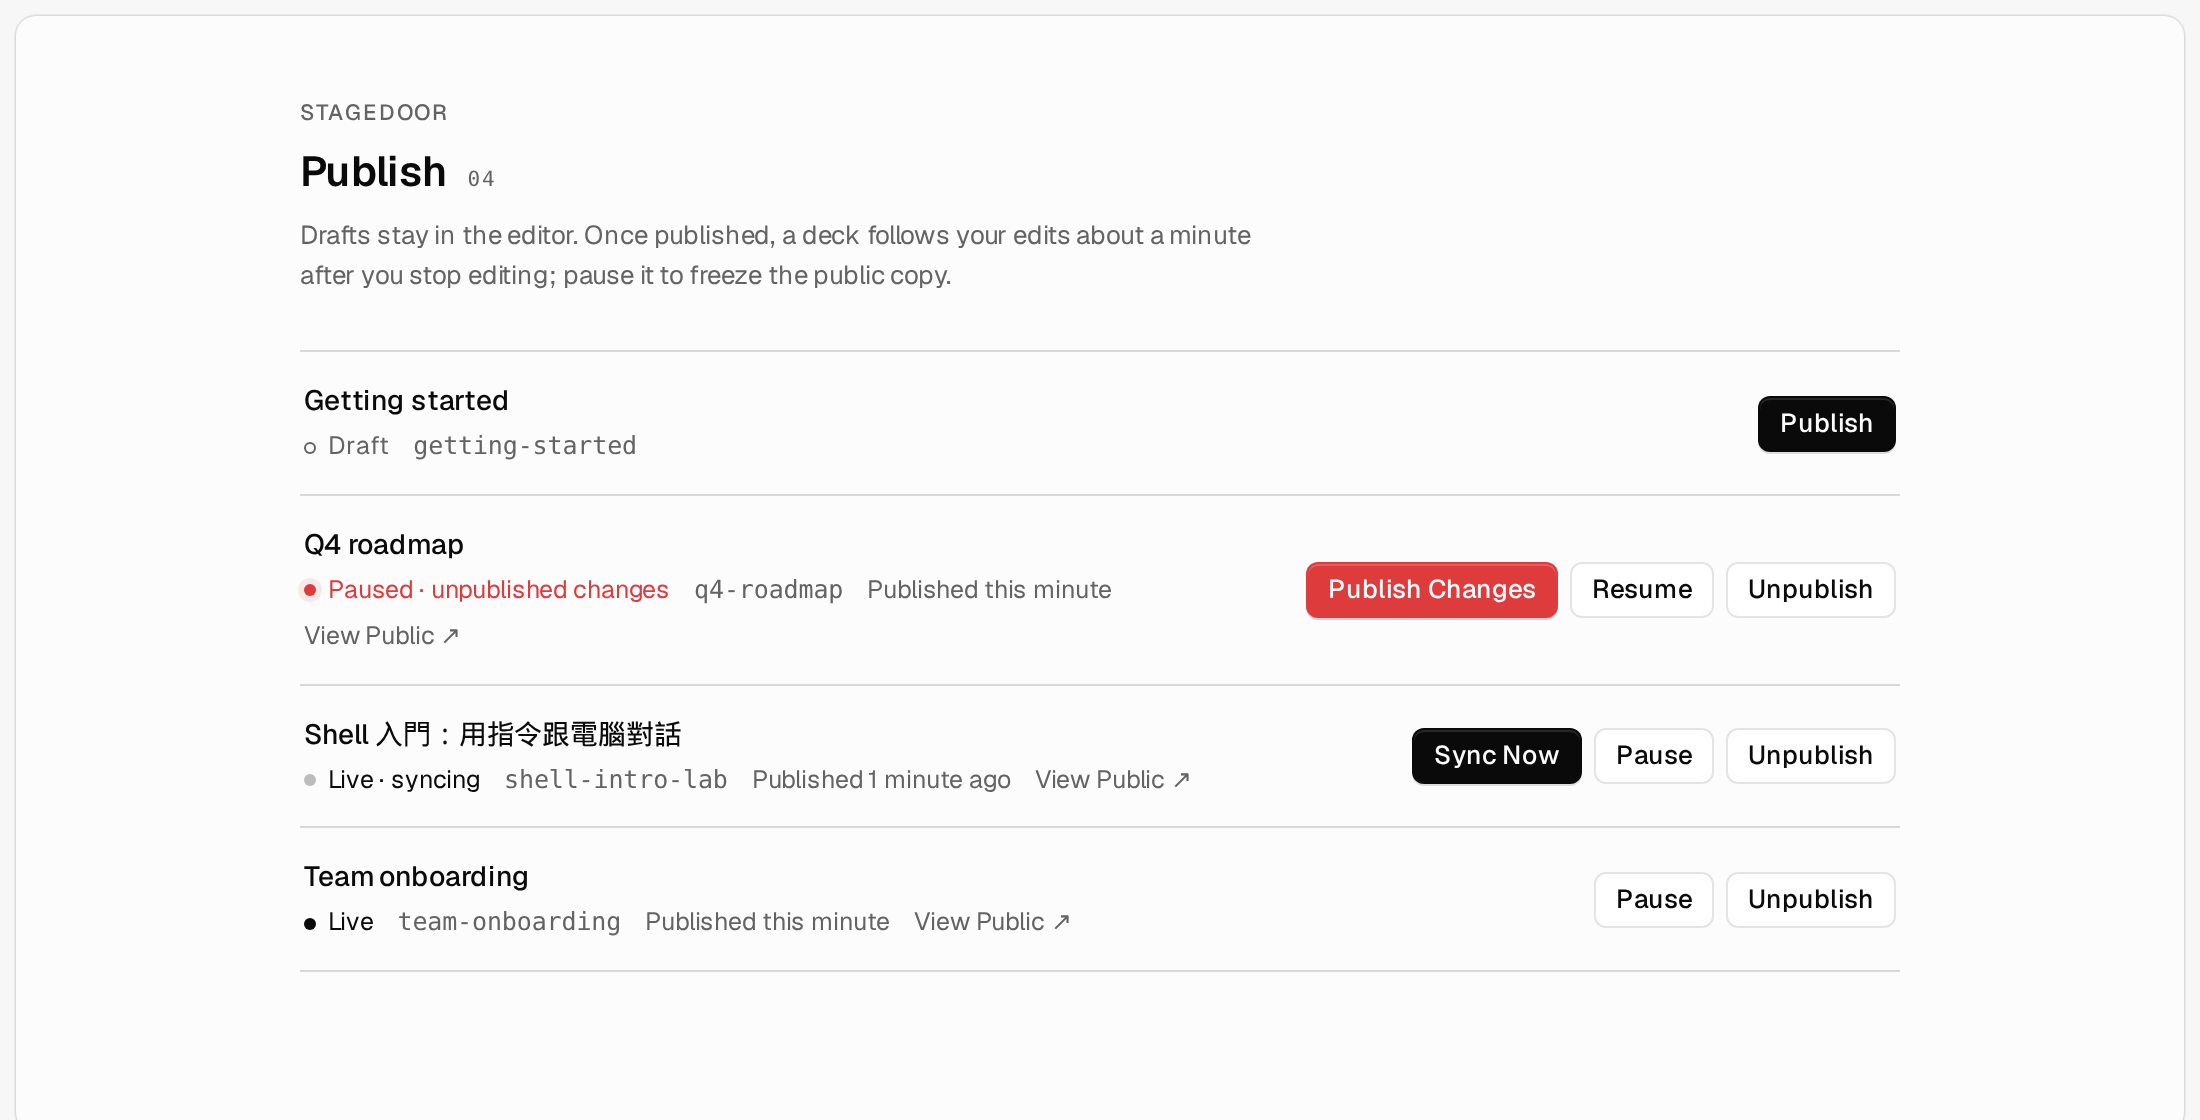 STAGEDOOR
Publish 04
Drafts stay in the editor. Once published, a deck follows your edits about a minute
after you stop editing; pause it to freeze the public copy.
Getting started
Draft getting-started
Publish
Q4 roadmap
Paused · unpublished changes q4-roadmap Published this minute
View Public ↗
Publish Changes Resume Unpublish
Shell 入門：用指令跟電腦對話
Live · syncing shell-intro-lab Published 1 minute ago View Public ↗
Sync Now Pause Unpublish
Team onboarding
Live team-onboarding Published this minute View Public ↗
Pause Unpublish